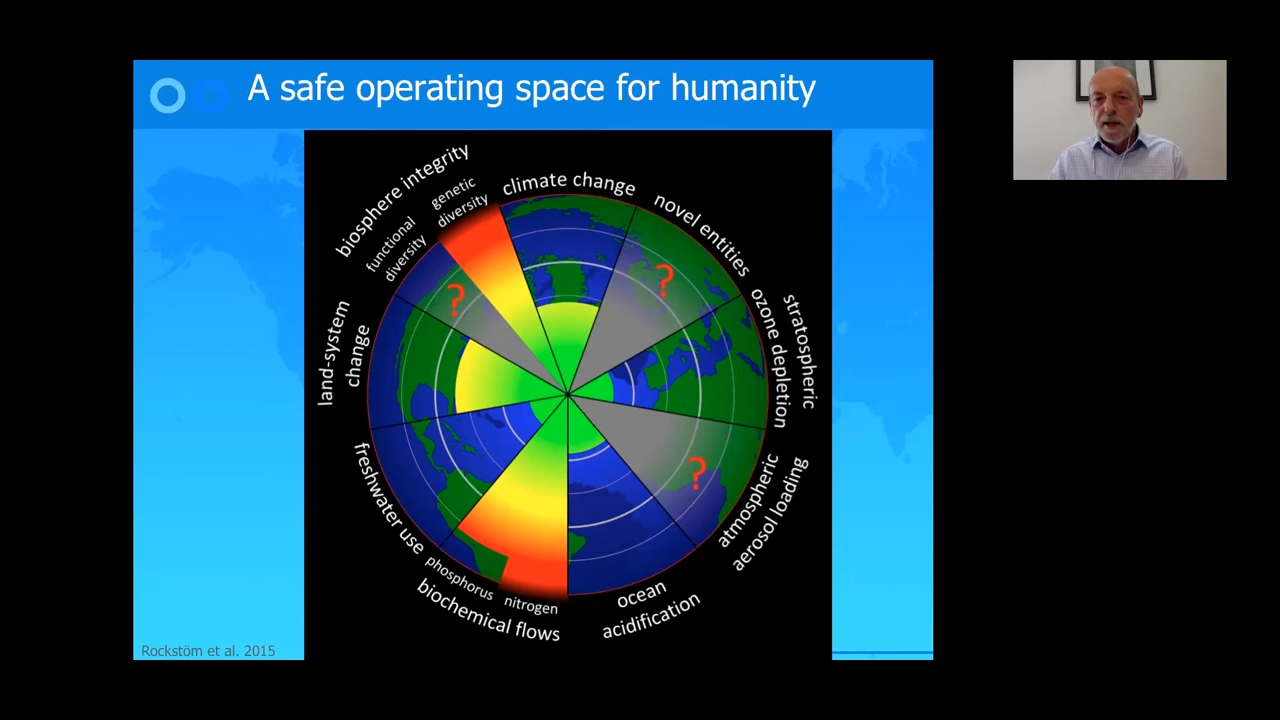 A safe operating space for humanity
biosphere integrity
genetic
diversity
functional
diversity
climate change
novel entities
stratospheric
ozone depletion
atmospheric
aerosol loading
ocean
acidification
biochemical flows
nitrogen
phosphorus
freshwater use
land-system
change
?
?
?
Rockstöm et al. 2015